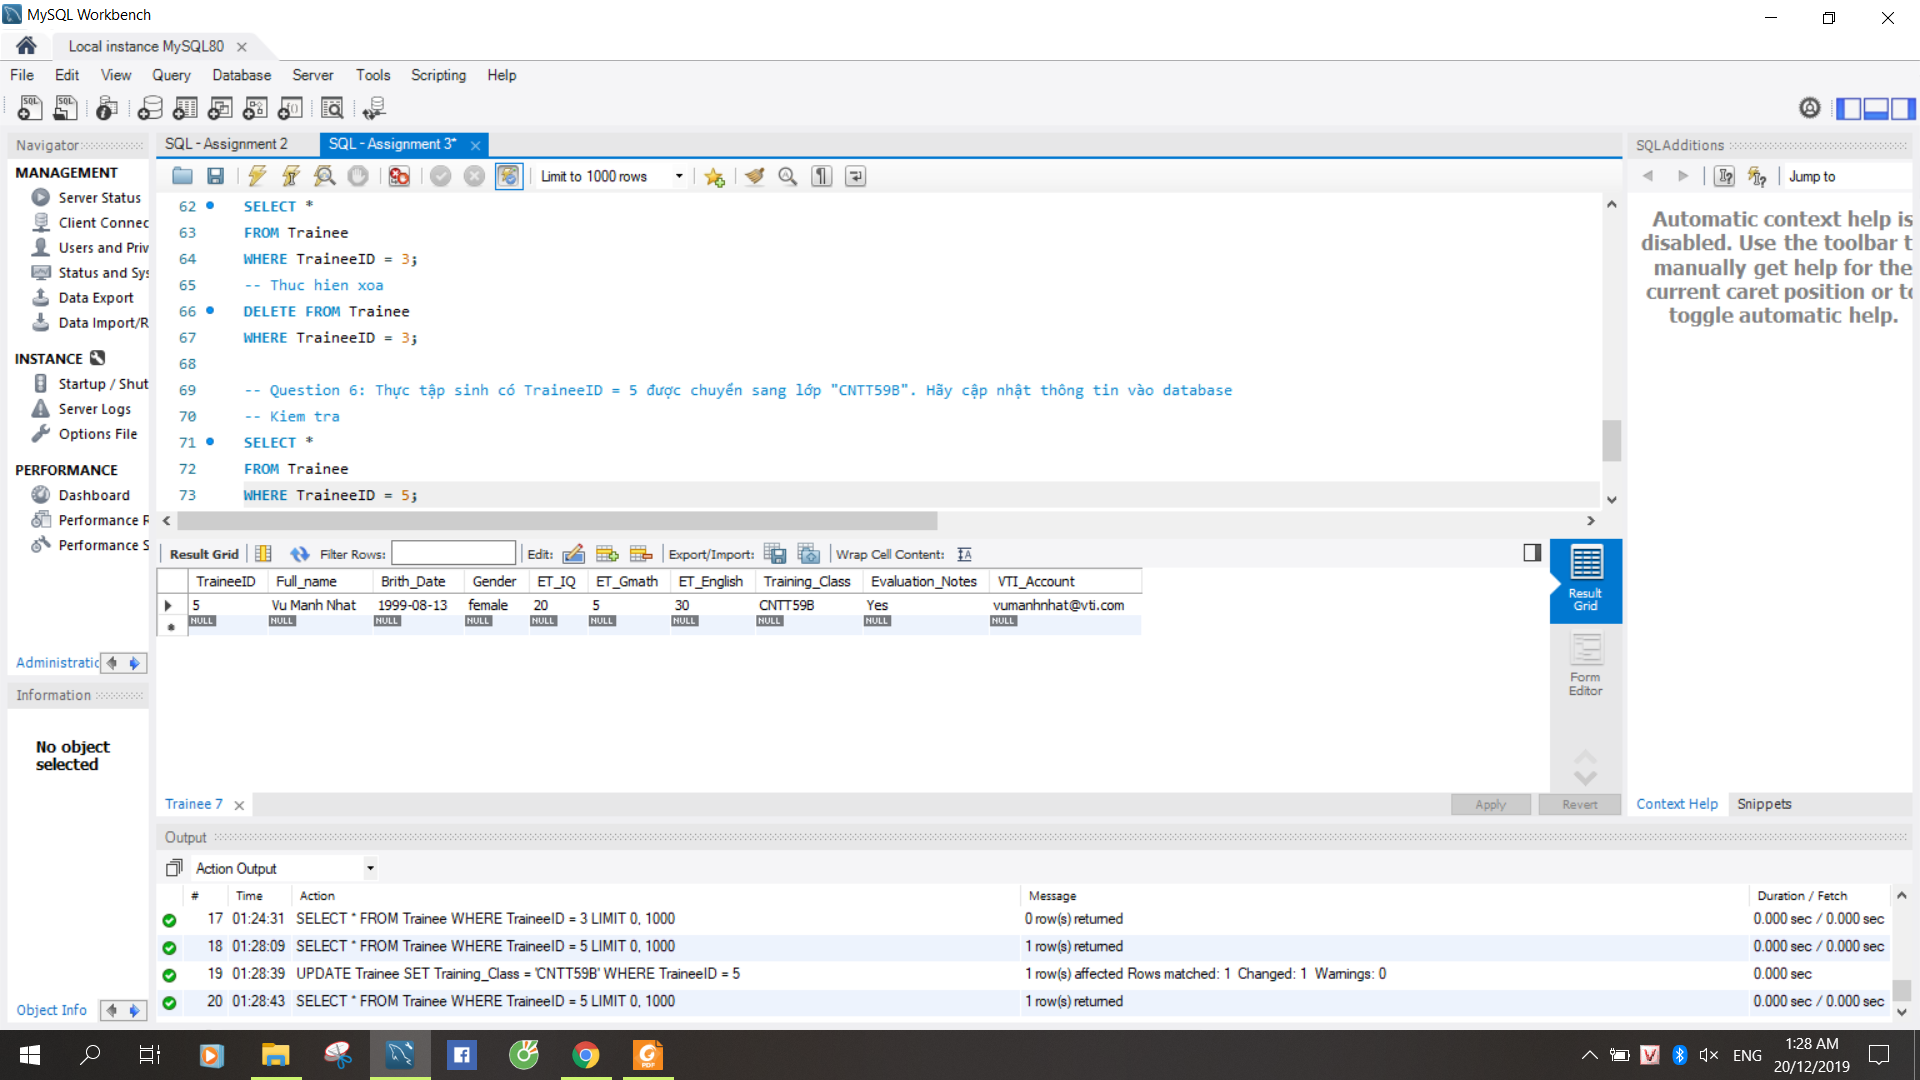 MySQL Workbench
Local instance MySQL80
File Edit View Query Database Server Tools Scripting Help
Navigator
MANAGEMENT
Server Status
Client Connec
Users and Priv
Status and Sys
Data Export
Data Import/R
INSTANCE
Startup / Shut
Server Logs
Options File
PERFORMANCE
Dashboard
Performance R
Performance S
Administratic
Information
No object
selected
Object Info
SQL - Assignment 2 SQL - Assignment 3*
Limit to 1000 rows
62 SELECT *
63 FROM Trainee
64 WHERE TraineeID = 3;
65 -- Thuc hien xoa
66 DELETE FROM Trainee
67 WHERE TraineeID = 3;
68
69 -- Question 6: Thực tập sinh có TraineeID = 5 được chuyển sang lớp "CNTT59B". Hãy cập nhật thông tin vào database
70 -- Kiem tra
71 SELECT *
72 FROM Trainee
73 WHERE TraineeID = 5;
Result Grid Filter Rows: Edit: Export/Import: Wrap Cell Content:
TraineeID Full_name Brith_Date Gender ET_IQ ET_Gmath ET_English Training_Class Evaluation_Notes VTI_Account
5 Vu Manh Nhat 1999-08-13 female 20 5 30 CNTT59B Yes vumanhnhat@vti.com
NULL NULL NULL NULL NULL NULL NULL NULL NULL NULL
Result
Grid
Form
Editor
Trainee 7
Apply Revert
SQLAdditions
Jump to
Automatic context help is
disabled. Use the toolbar t
manually get help for the
current caret position or to
toggle automatic help.
Context Help Snippets
Output
Action Output
# Time Action Message Duration / Fetch
17 01:24:31 SELECT * FROM Trainee WHERE TraineeID = 3 LIMIT 0, 1000 0 row(s) returned 0.000 sec / 0.000 sec
18 01:28:09 SELECT * FROM Trainee WHERE TraineeID = 5 LIMIT 0, 1000 1 row(s) returned 0.000 sec / 0.000 sec
19 01:28:39 UPDATE Trainee SET Training_Class = 'CNTT59B' WHERE TraineeID = 5 1 row(s) affected Rows matched: 1 Changed: 1 Warnings: 0 0.000 sec
20 01:28:43 SELECT * FROM Trainee WHERE TraineeID = 5 LIMIT 0, 1000 1 row(s) returned 0.000 sec / 0.000 sec
ENG
1:28 AM
20/12/2019